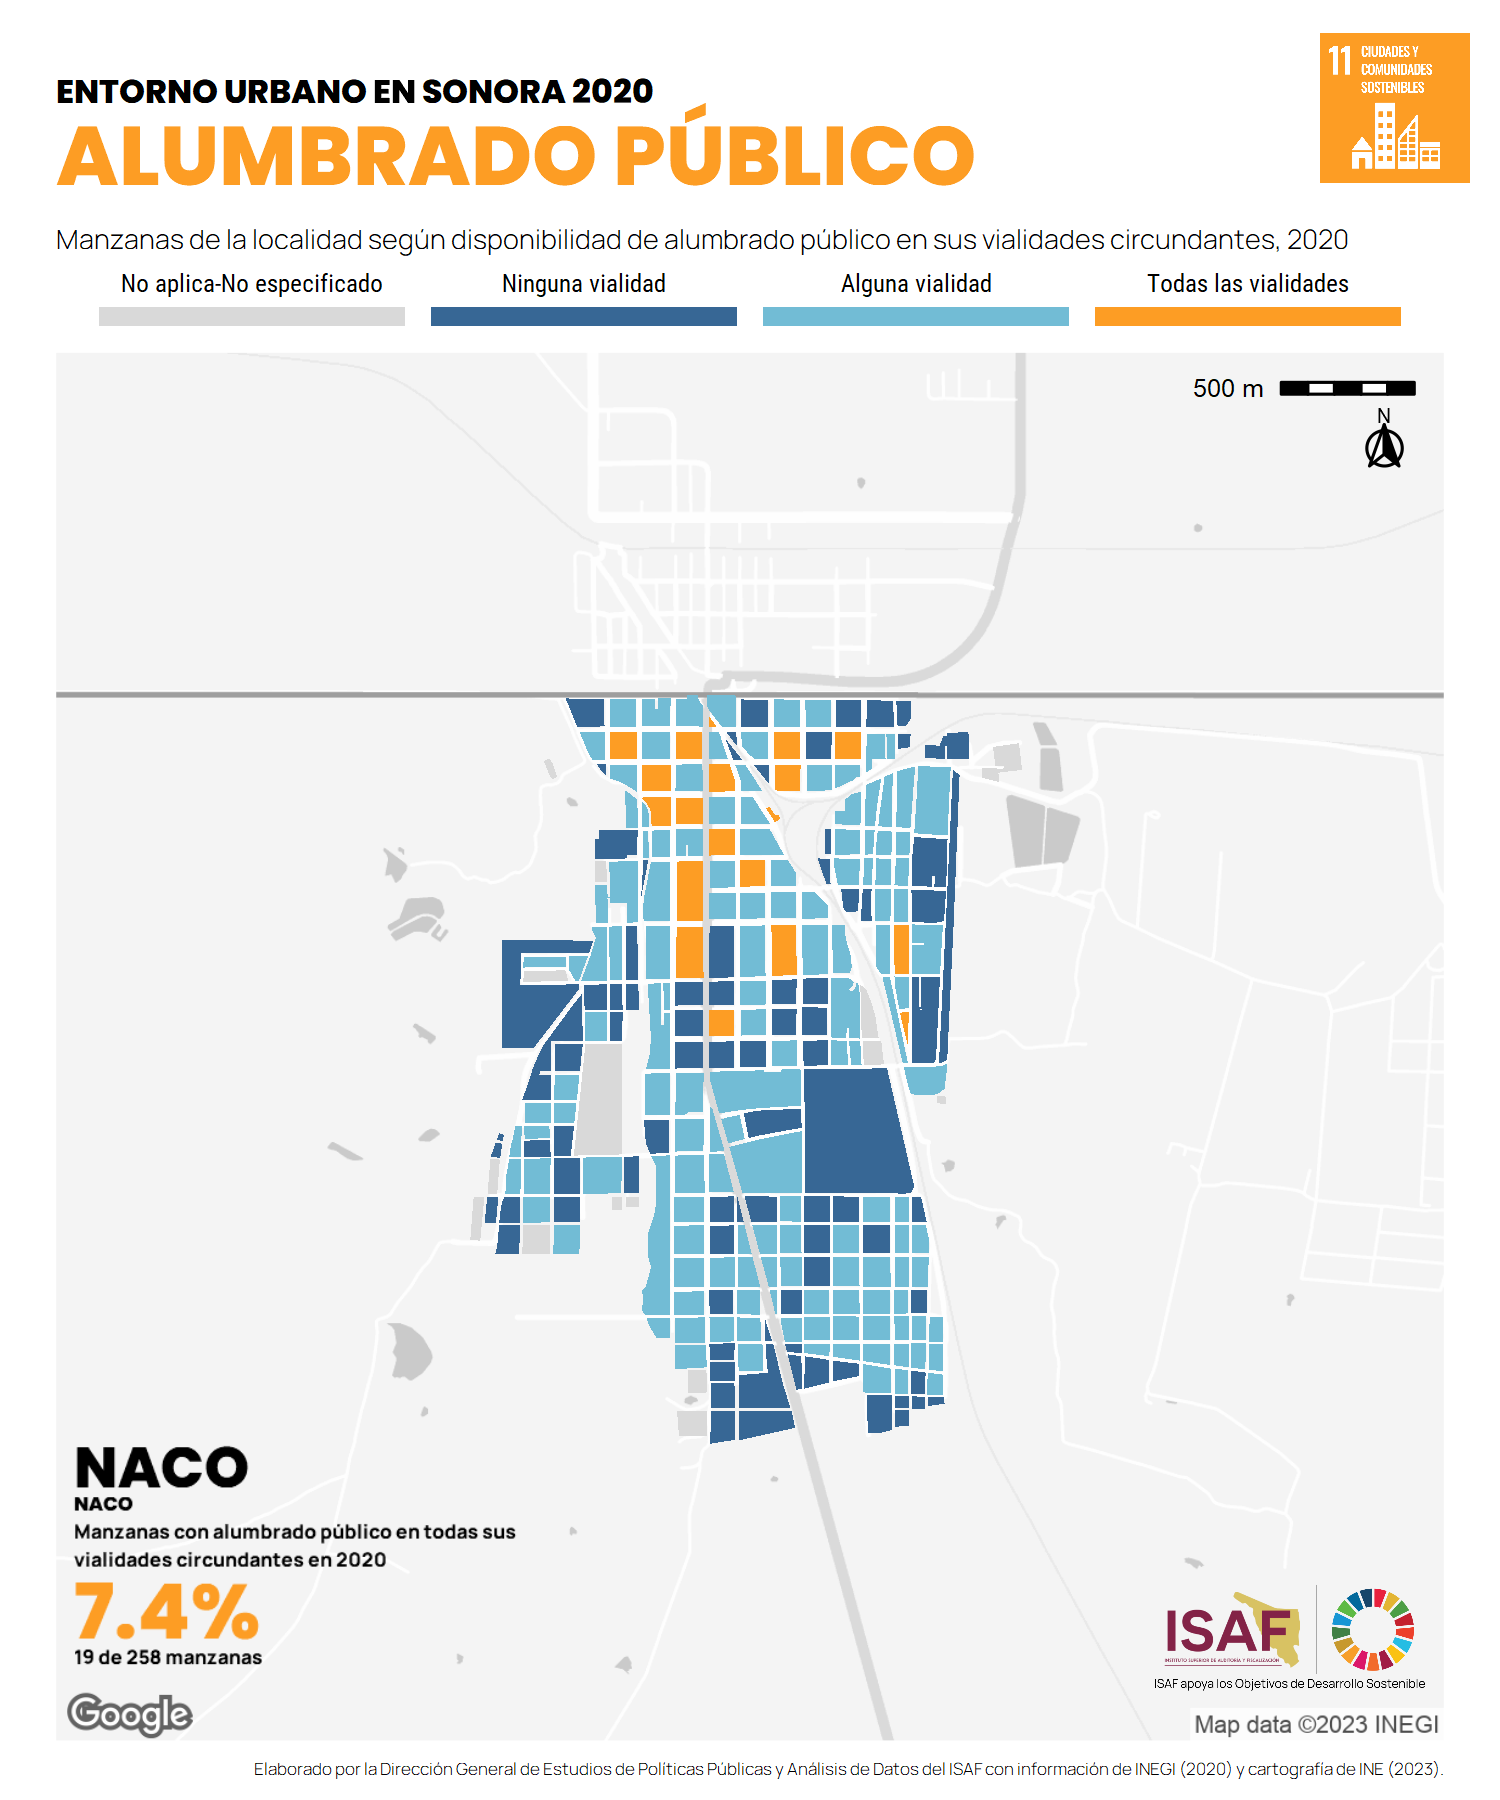 11 CIUDADES Y
COMUNIDADES
SOSTENIBLES
ENTORNO URBANO EN SONORA 2020
ALUMBRADO PÚBLICO
Manzanas de la localidad según disponibilidad de alumbrado público en sus vialidades circundantes, 2020
No aplica-No especificado
Ninguna vialidad
Alguna vialidad
Todas las vialidades
500 m
N
NACO
NACO
Manzanas con alumbrado público en todas sus
vialidades circundantes en 2020
7.4%
19 de 258 manzanas
Google
ISAF
INSTITUTO SUPERIOR DE AUDITORÍA Y FISCALIZACIÓN
ISAF apoya los Objetivos de Desarrollo Sostenible
Map data ©2023 INEGI
Elaborado por la Dirección General de Estudios de Políticas Públicas y Análisis de Datos del ISAF con información de INEGI (2020) y cartografía de INE (2023).